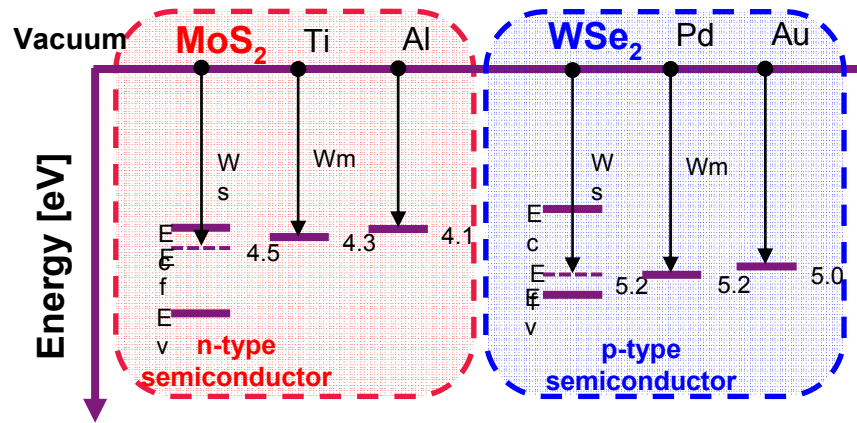 Vacuum
MoS2
Ti
Al
WSe2
Pd
Au
Energy [eV]
W
s
Wm
E
c
E
f
E
v
4.5
4.3
4.1
n-type
semiconductor
W
s
Wm
E
c
E
f
E
v
5.2
5.2
5.0
p-type
semiconductor